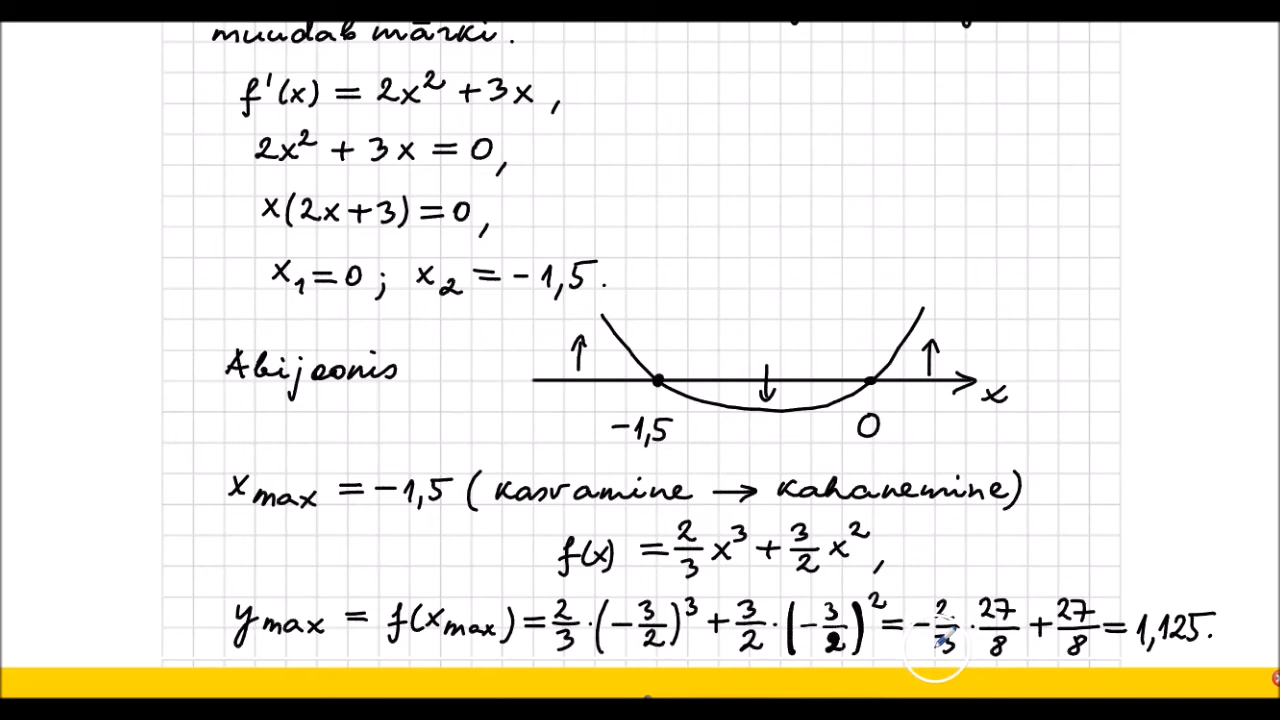 muudab märki.
f'(x) = 2x² + 3x,
2x² + 3x = 0,
x(2x+3) = 0,
x₁ = 0; x₂ = -1,5.
Abijoonis
x
-1,5 0
x_max = -1,5 (kasvamine → kahanemine)
f(x) = 2/3 x³ + 3/2 x²,
y_max = f(x_max) = 2/3 · (-3/2)³ + 3/2 · (-3/2)² = -2/3 · 27/8 + 27/8 = 1,125.